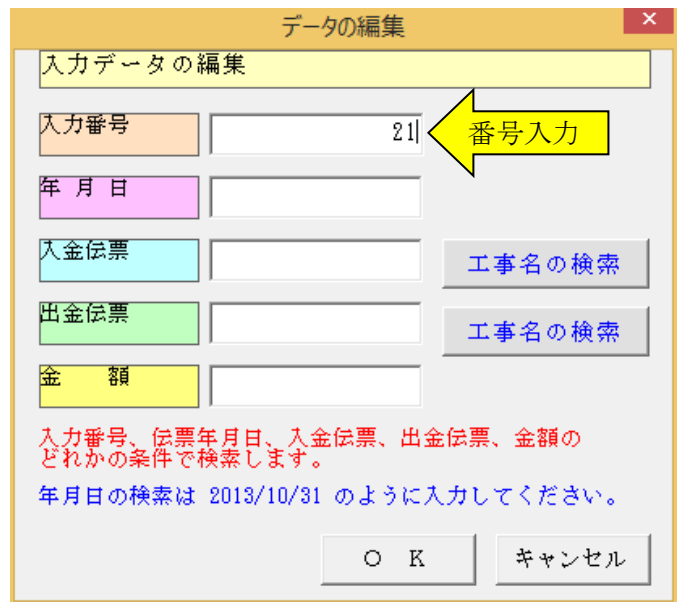 データの編集
×
入力データの編集
入力番号 21 番号入力
年 月 日
入金伝票 工事名の検索
出金伝票 工事名の検索
金　　額
入力番号、伝票年月日、入金伝票、出金伝票、金額の
どれかの条件で検索します。
年月日の検索は 2013/10/31 のように入力してください。
Ｏ Ｋ キャンセル